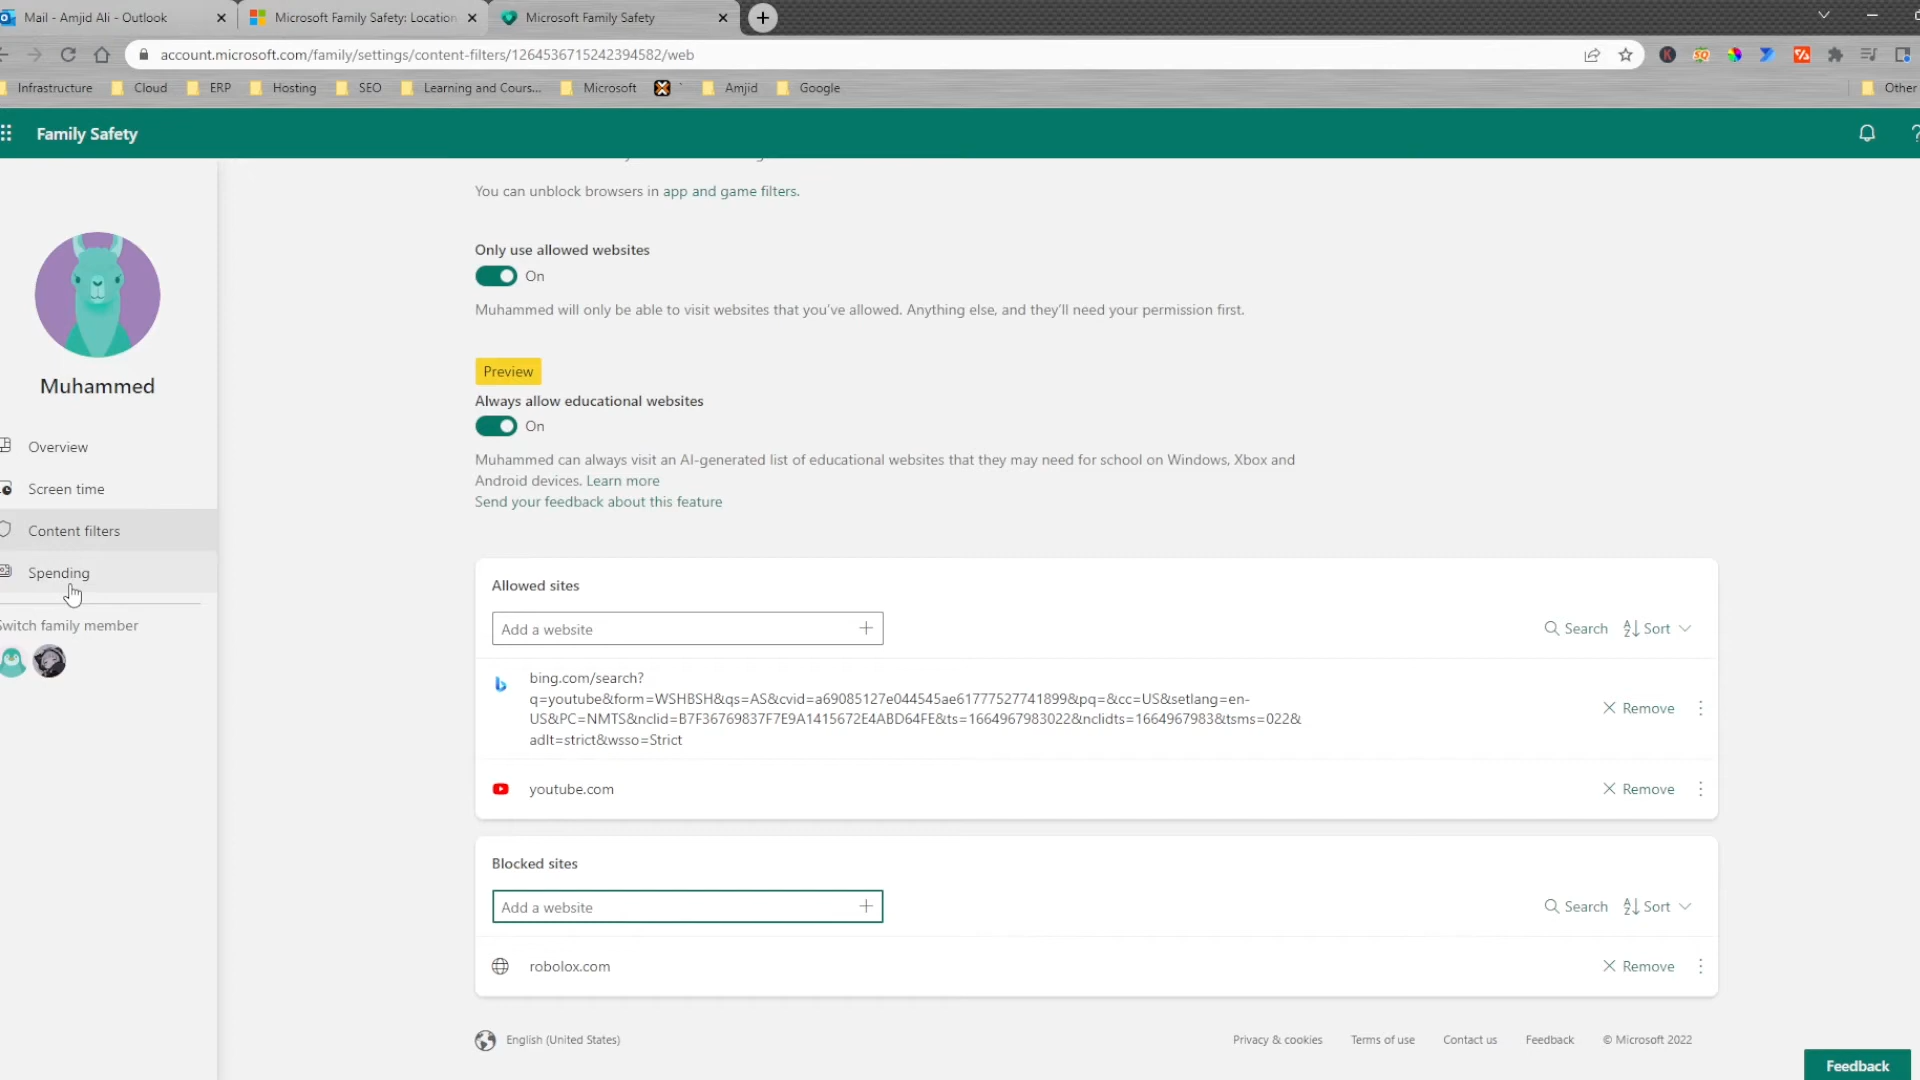 Mail - Amjid Ali - Outlook
Microsoft Family Safety: Location
Microsoft Family Safety
account.microsoft.com/family/settings/content-filters/1264536715242394582/web
Infrastructure
Cloud
ERP
Hosting
SEO
Learning and Cours...
Microsoft
Amjid
Google
Other
Family Safety
You can unblock browsers in app and game filters.
Only use allowed websites
On
Muhammed will only be able to visit websites that you've allowed. Anything else, and they'll need your permission first.
Preview
Always allow educational websites
On
Muhammed can always visit an AI-generated list of educational websites that they may need for school on Windows, Xbox and
Android devices. Learn more
Send your feedback about this feature
Muhammed
Overview
Screen time
Content filters
Spending
witch family member
Allowed sites
Add a website
Search
Sort
bing.com/search?
q=youtube&form=WSHBSH&qs=AS&cvid=a69085127e044545ae61777527741899&pq=&cc=US&setlang=en-
US&PC=NMTS&nclid=B7F36769837F7E9A1415672E4ABD64FE&ts=1664967983022&nclidts=1664967983&tsms=022&
adlt=strict&wsso=Strict
Remove
youtube.com
Remove
Blocked sites
Add a website
Search
Sort
robolox.com
Remove
English (United States)
Privacy & cookies
Terms of use
Contact us
Feedback
© Microsoft 2022
Feedback